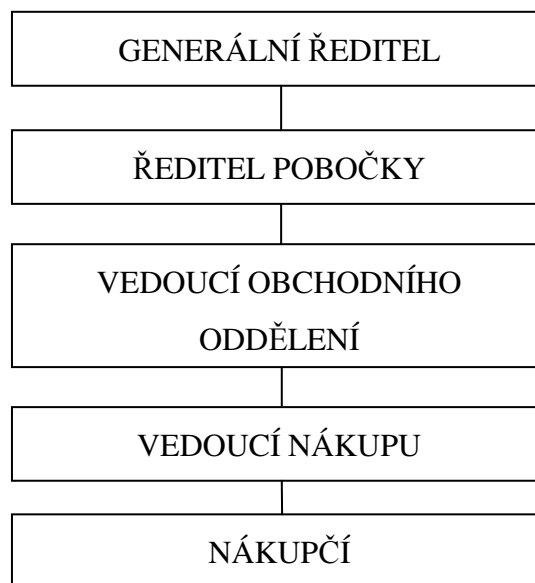 GENERÁLNÍ ŘEDITEL
ŘEDITEL POBOČKY
VEDOUCÍ OBCHODNÍHO
ODDĚLENÍ
VEDOUCÍ NÁKUPU
NÁKUPČÍ